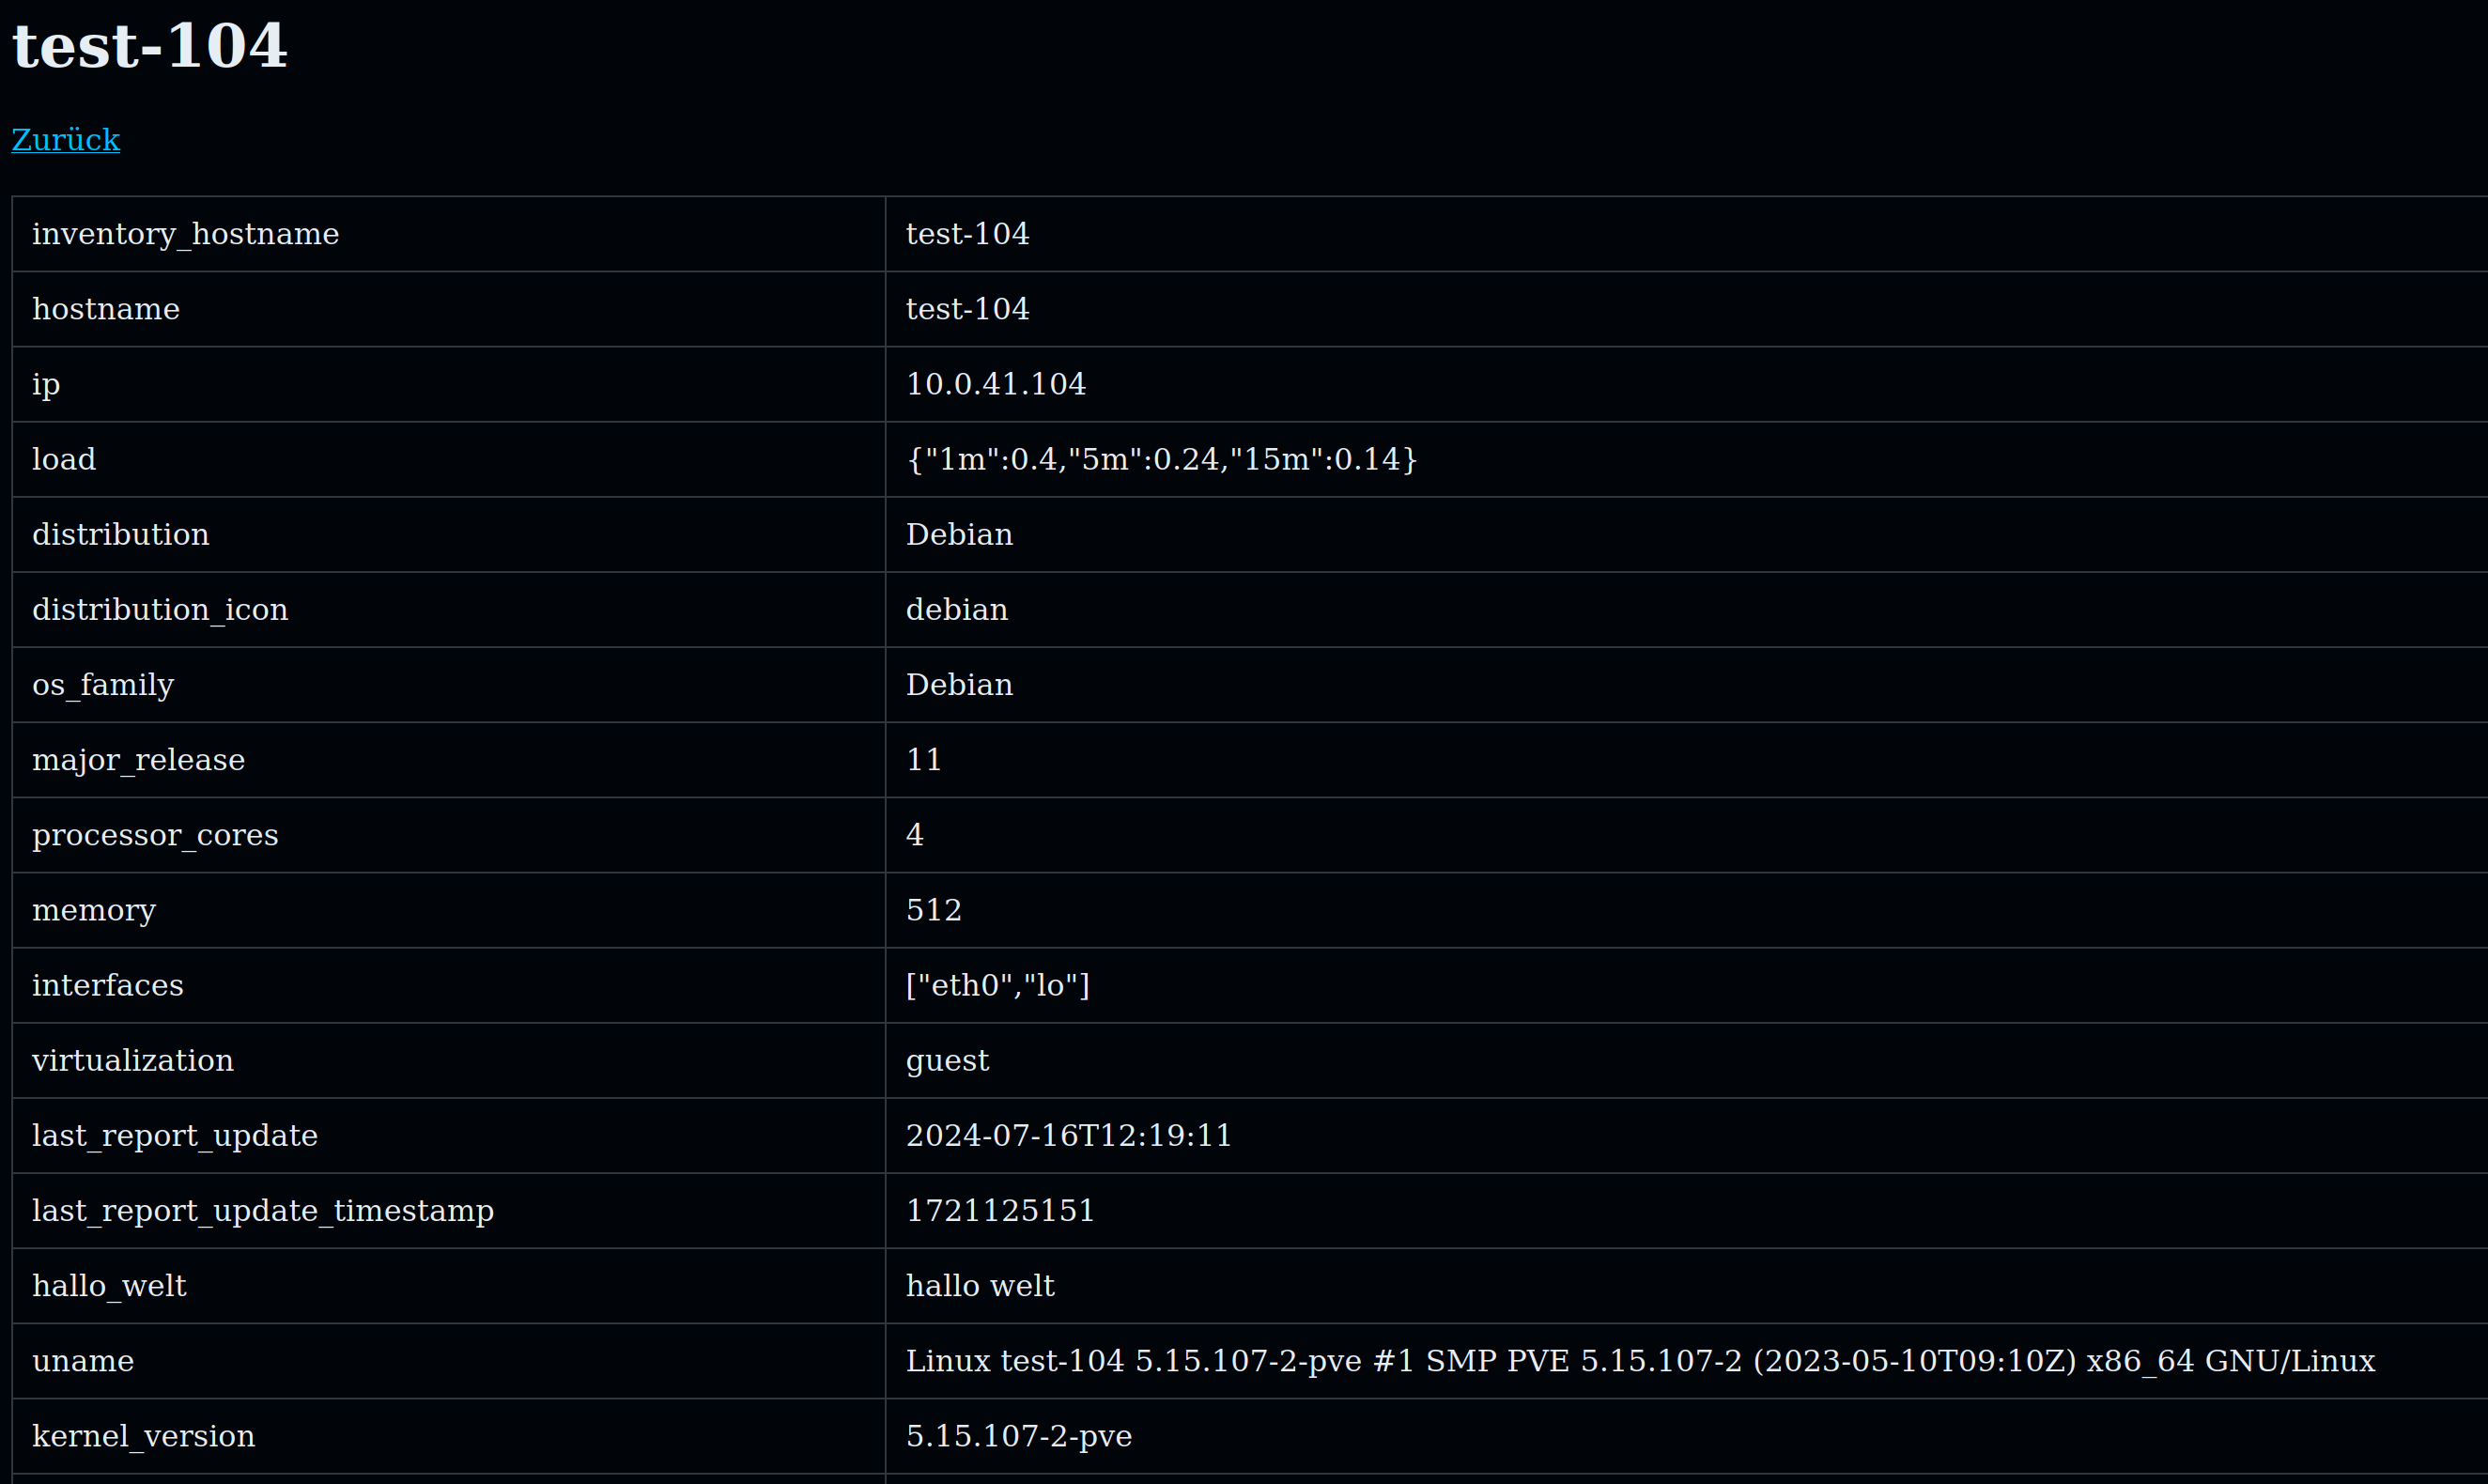 test-104
Zurück
inventory_hostname test-104
hostname test-104
ip 10.0.41.104
load {"1m":0.4,"5m":0.24,"15m":0.14}
distribution Debian
distribution_icon debian
os_family Debian
major_release 11
processor_cores 4
memory 512
interfaces ["eth0","lo"]
virtualization guest
last_report_update 2024-07-16T12:19:11
last_report_update_timestamp 1721125151
hallo_welt hallo welt
uname Linux test-104 5.15.107-2-pve #1 SMP PVE 5.15.107-2 (2023-05-10T09:10Z) x86_64 GNU/Linux
kernel_version 5.15.107-2-pve